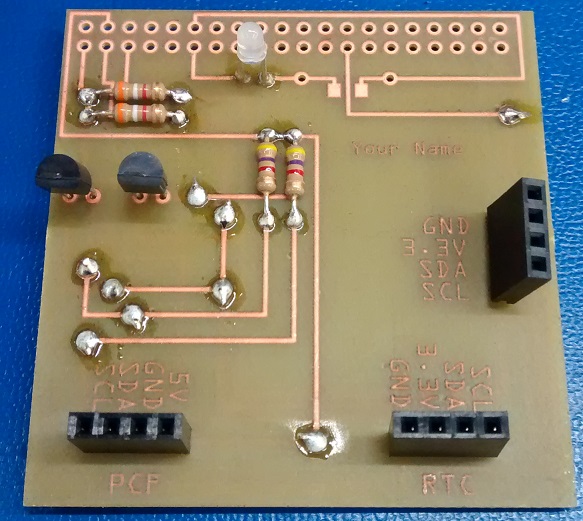 Your Name
GND
3.3V
SDA
SCL
SCL
SDA
GND
5V
GND
3.3V
SDA
SCL
PCF
RTC